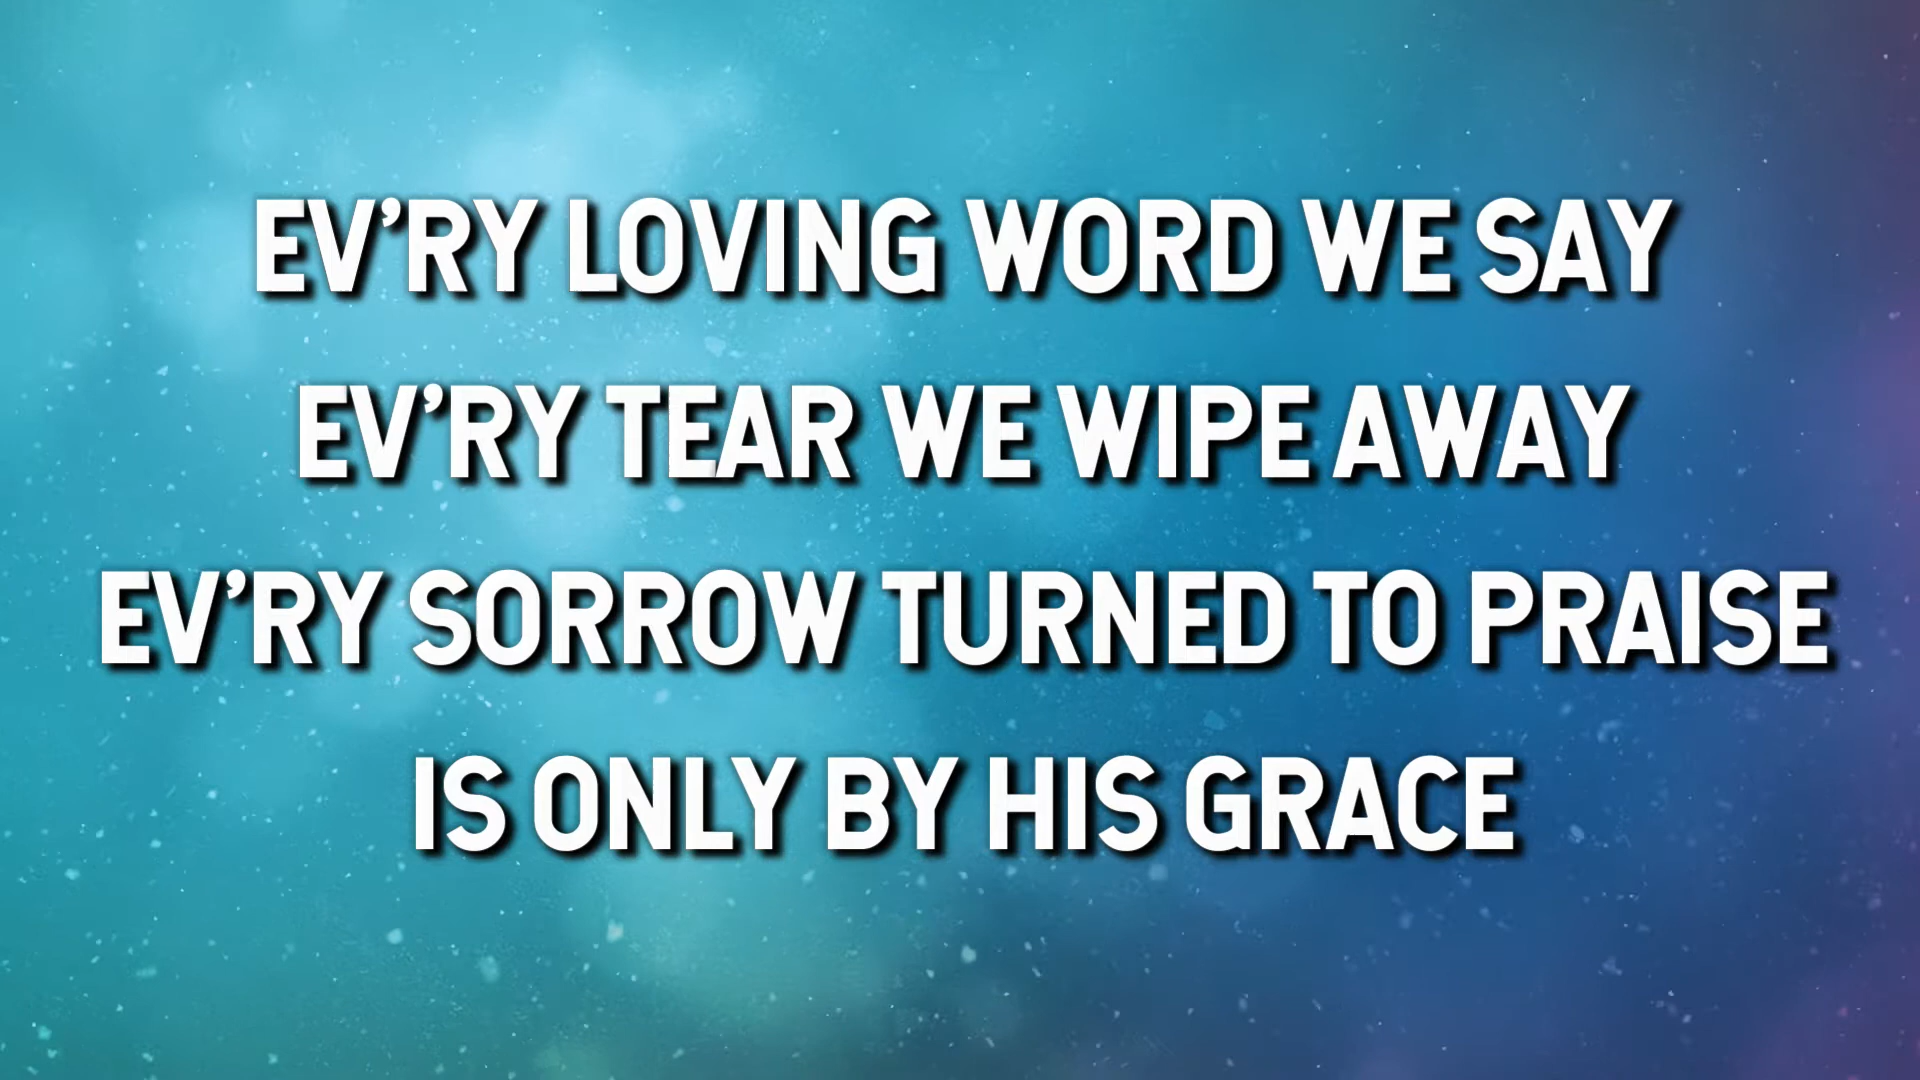 EV’RY LOVING WORD WE SAY
EV’RY TEAR WE WIPE AWAY
EV’RY SORROW TURNED TO PRAISE
IS ONLY BY HIS GRACE